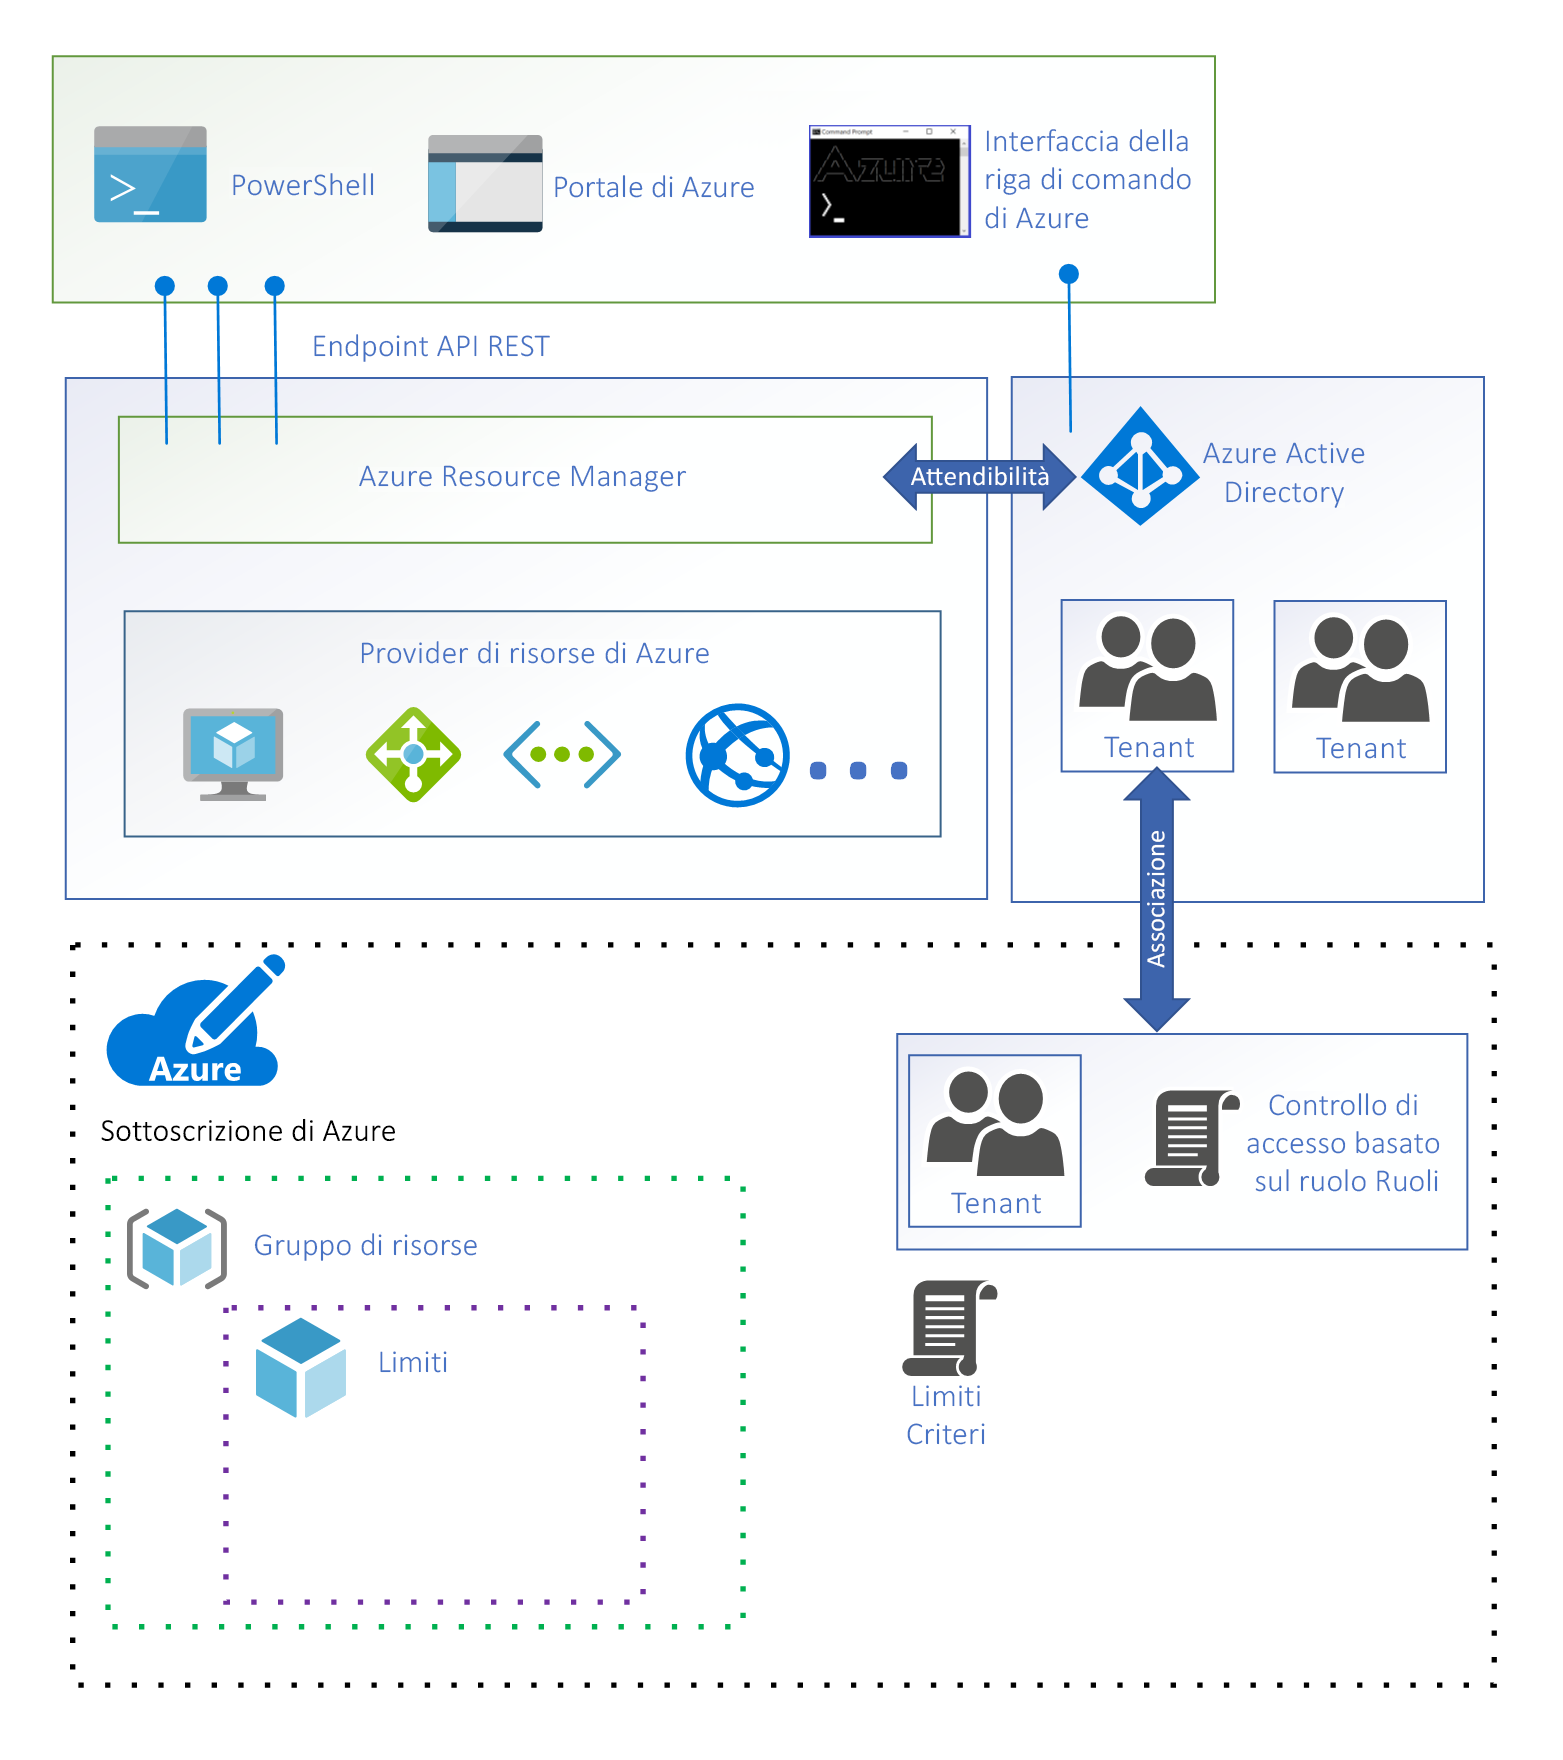 PowerShell
Portale di Azure
Command Prompt
Azure
Interfaccia della
riga di comando
di Azure
Endpoint API REST
Azure Resource Manager
Attendibilità
Azure Active
Directory
Provider di risorse di Azure
Tenant
Tenant
Associazione
Azure
Sottoscrizione di Azure
Tenant
Controllo di
accesso basato
sul ruolo Ruoli
Gruppo di risorse
Limiti
Limiti
Criteri